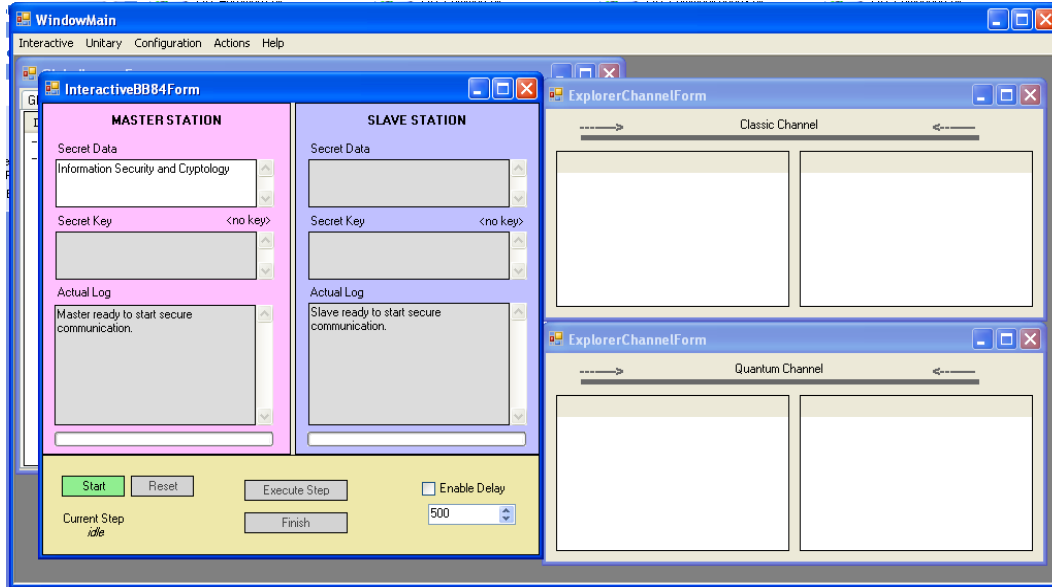 WindowMain
Interactive Unitary Configuration Actions Help
InteractiveBB84Form
MASTER STATION
Secret Data
Information Security and Cryptology
Secret Key <no key>
Actual Log
Master ready to start secure
communication.
SLAVE STATION
Secret Data
Secret Key <no key>
Actual Log
Slave ready to start secure
communication.
Start Reset
Execute Step
Enable Delay
Current Step
idle
Finish
500
ExplorerChannelForm
-----> Classic Channel <-----
ExplorerChannelForm
-----> Quantum Channel <-----